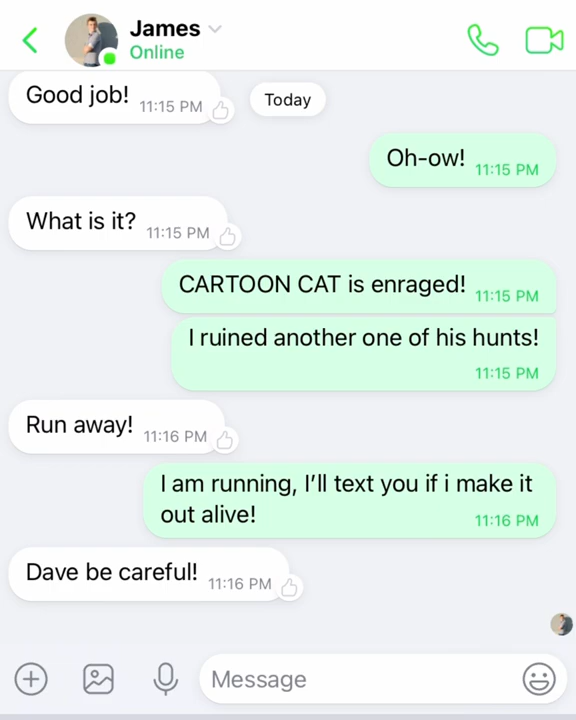 James
Online
Good job! 11:15 PM
Today
Oh-ow! 11:15 PM
What is it? 11:15 PM
CARTOON CAT is enraged! 11:15 PM
I ruined another one of his hunts!
11:15 PM
Run away! 11:16 PM
I am running, I'll text you if i make it
out alive! 11:16 PM
Dave be careful! 11:16 PM
Message